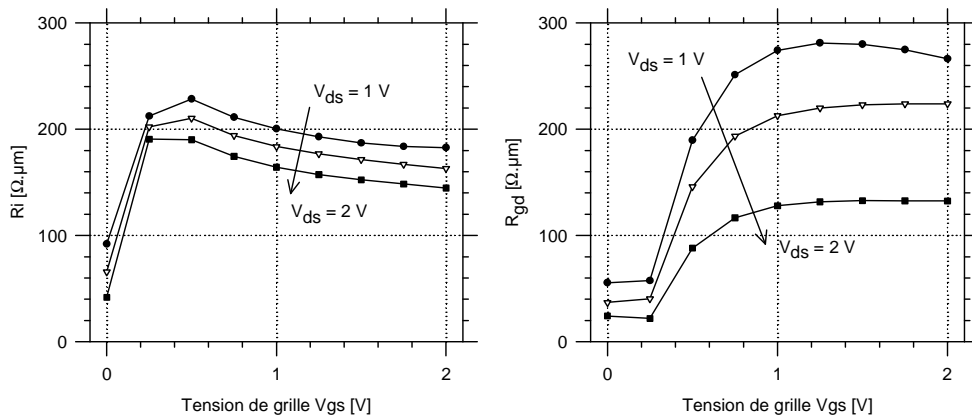 300
200
100
0
Ri [Ω.µm]
V_ds = 1 V
V_ds = 2 V
0
1
2
Tension de grille Vgs [V]
300
200
100
0
R_gd [Ω.µm]
V_ds = 1 V
V_ds = 2 V
0
1
2
Tension de grille Vgs [V]